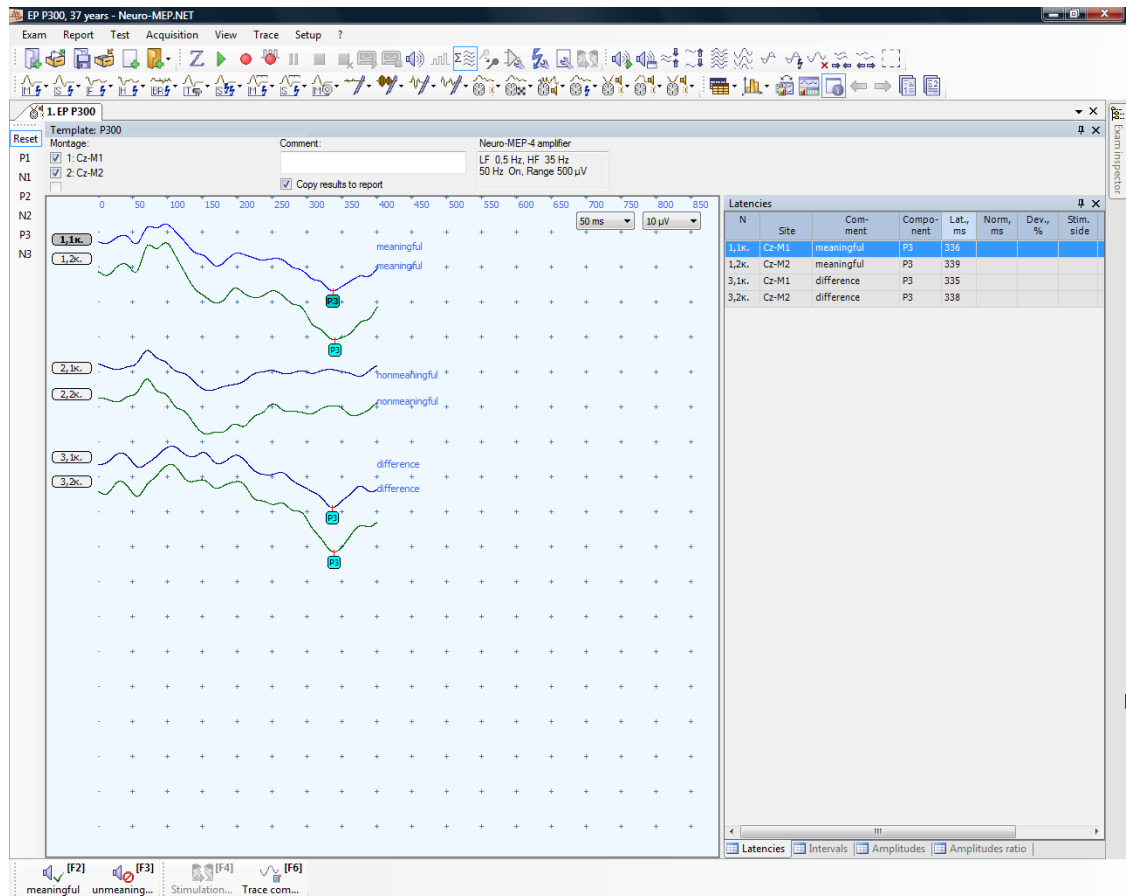 EP P300, 37 years - Neuro-MEP.NET
Exam Report Test Acquisition View Trace Setup ?
1. EP P300
Template: P300
Reset
P1
N1
P2
N2
P3
N3
Montage:
1: Cz-M1
2: Cz-M2
Comment:
Copy results to report
Neuro-MEP-4 amplifier
LF 0,5 Hz, HF 35 Hz
50 Hz On, Range 500 µV
Exam inspector
0 50 100 150 200 250 300 350 400 450 500 550 600 650 700 750 800 850
50 ms 10 µV
1,1к.
meaningful
1,2к.
meaningful
P3
P3
2,1к.
nonmeaningful
2,2к.
nonmeaningful
3,1к.
difference
3,2к.
difference
P3
P3
Latencies
N Site Com-ment Compo-nent Lat., ms Norm, ms Dev., % Stim. side
1,1к. Cz-M1 meaningful P3 336
1,2к. Cz-M2 meaningful P3 339
3,1к. Cz-M1 difference P3 335
3,2к. Cz-M2 difference P3 338
Latencies Intervals Amplitudes Amplitudes ratio
[F2] [F3] [F4] [F6]
meaningful unmeaning... Stimulation... Trace com...